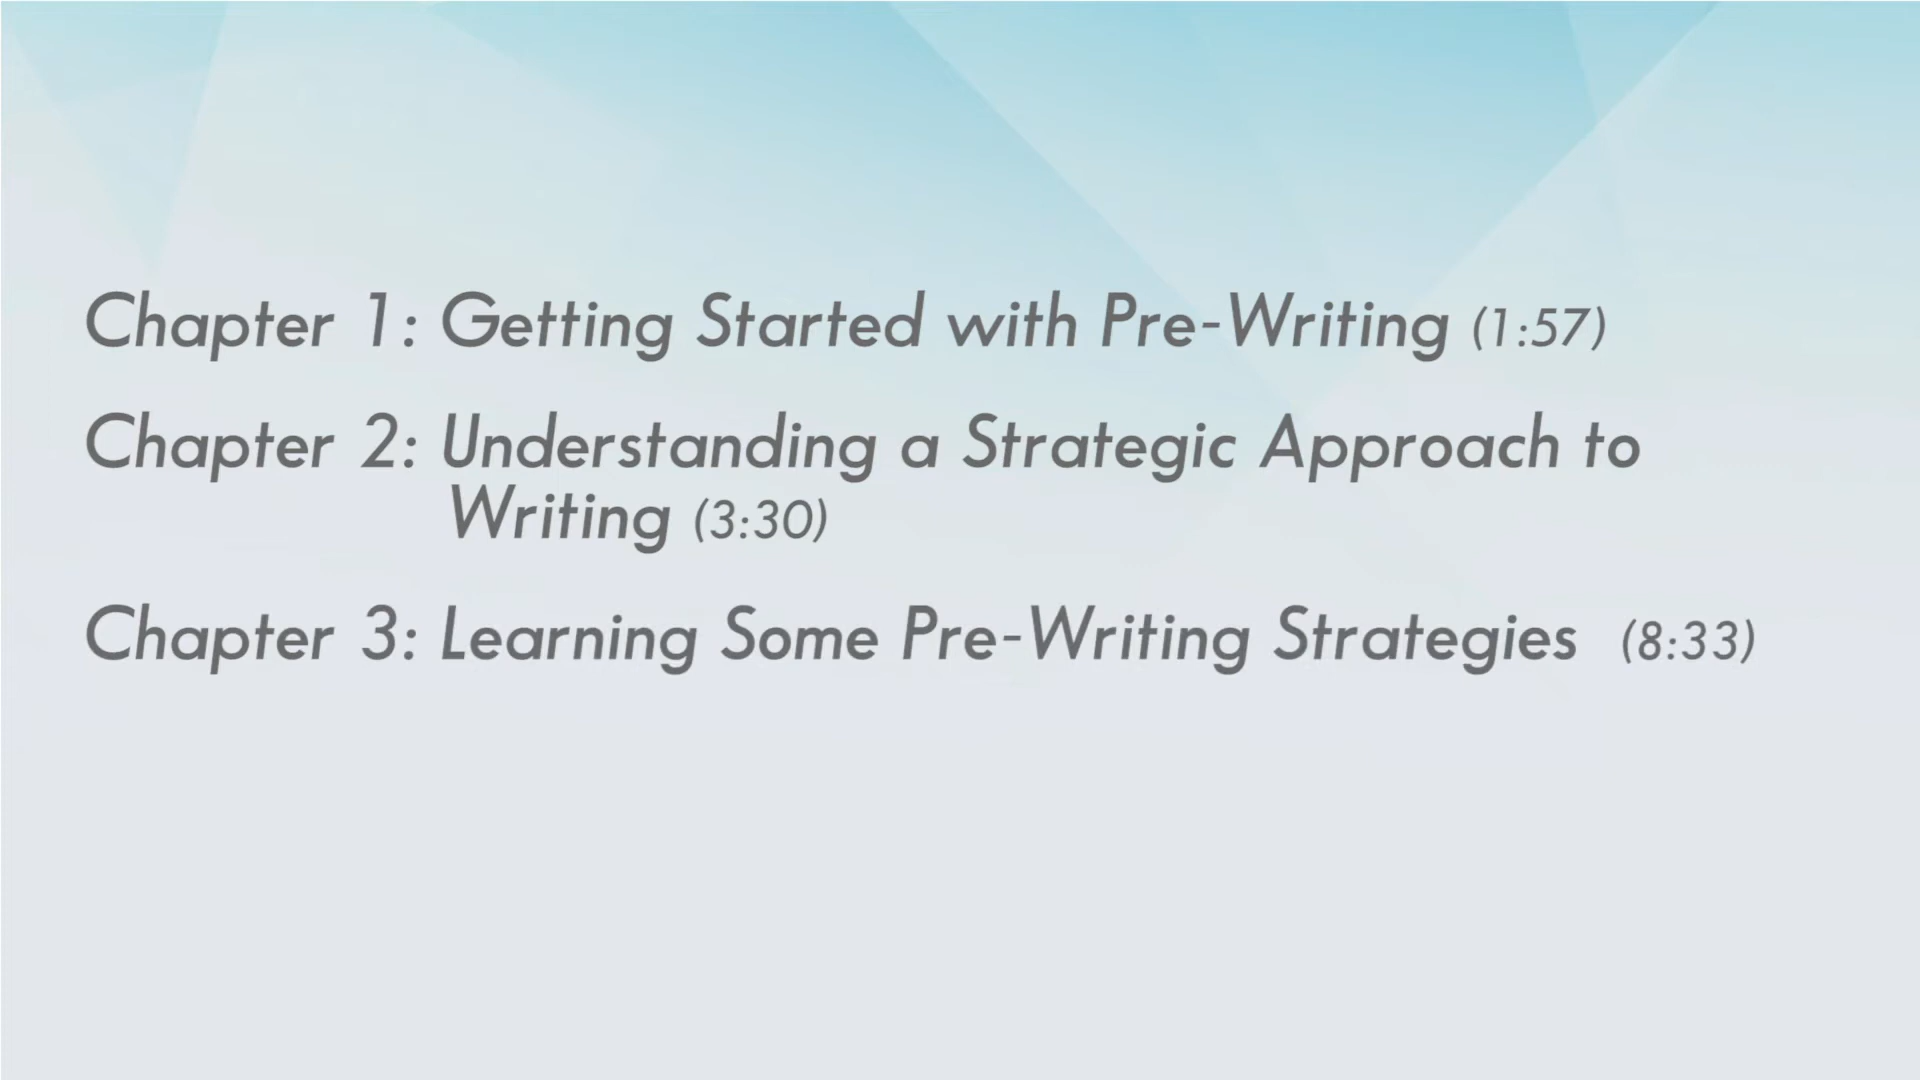 Chapter 1: Getting Started with Pre-Writing (1:57)
Chapter 2: Understanding a Strategic Approach to
Writing (3:30)
Chapter 3: Learning Some Pre-Writing Strategies (8:33)